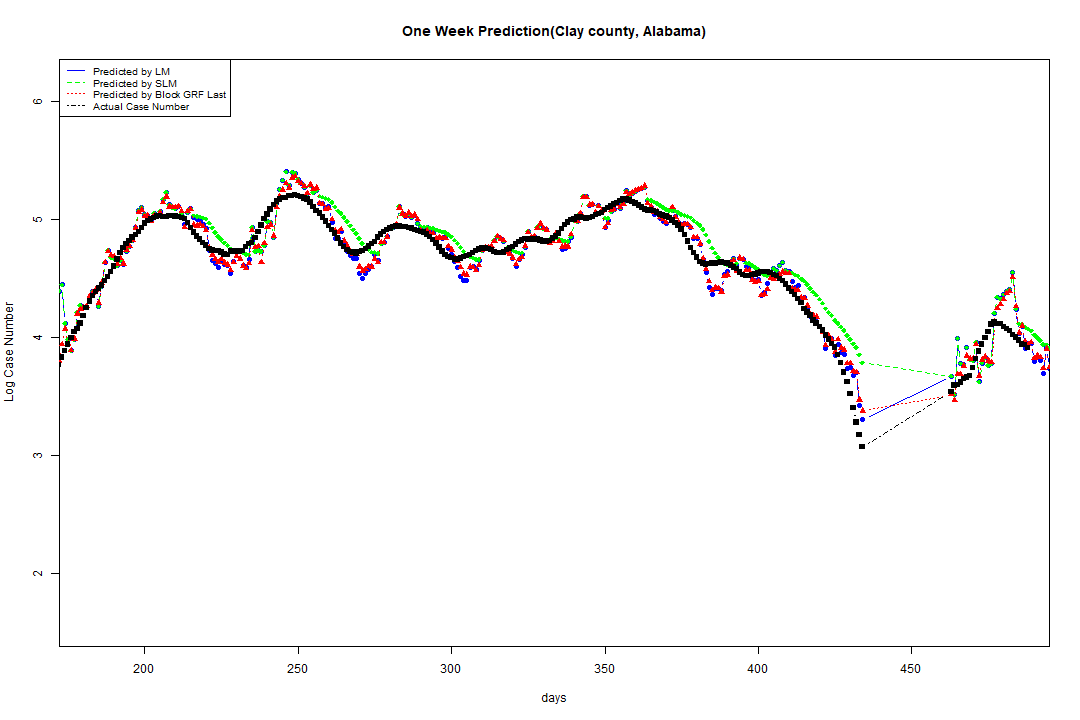 One Week Prediction(Clay county, Alabama)
Predicted by LM
Predicted by SLM
Predicted by Block GRF Last
Actual Case Number
6
5
4
3
2
Log Case Number
200 250 300 350 400 450
days